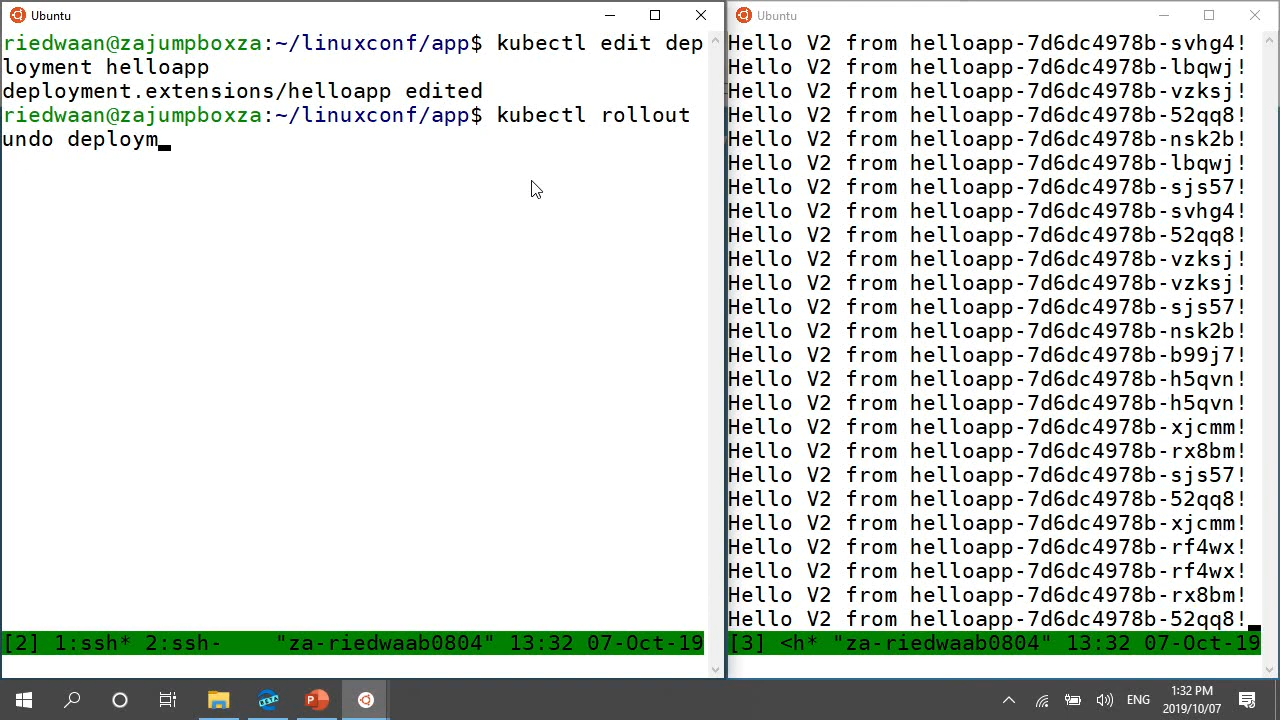 Ubuntu
riedwaan@zajumpboxza:~/linuxconf/app$ kubectl edit dep
loyment helloapp
deployment.extensions/helloapp edited
riedwaan@zajumpboxza:~/linuxconf/app$ kubectl rollout
undo deploym
[2] 1:ssh* 2:ssh- "za-riedwaab0804" 13:32 07-Oct-19
Ubuntu
Hello V2 from helloapp-7d6dc4978b-svhg4!
Hello V2 from helloapp-7d6dc4978b-lbqwj!
Hello V2 from helloapp-7d6dc4978b-vzksj!
Hello V2 from helloapp-7d6dc4978b-52qq8!
Hello V2 from helloapp-7d6dc4978b-nsk2b!
Hello V2 from helloapp-7d6dc4978b-lbqwj!
Hello V2 from helloapp-7d6dc4978b-sjs57!
Hello V2 from helloapp-7d6dc4978b-svhg4!
Hello V2 from helloapp-7d6dc4978b-52qq8!
Hello V2 from helloapp-7d6dc4978b-vzksj!
Hello V2 from helloapp-7d6dc4978b-vzksj!
Hello V2 from helloapp-7d6dc4978b-sjs57!
Hello V2 from helloapp-7d6dc4978b-nsk2b!
Hello V2 from helloapp-7d6dc4978b-b99j7!
Hello V2 from helloapp-7d6dc4978b-h5qvn!
Hello V2 from helloapp-7d6dc4978b-h5qvn!
Hello V2 from helloapp-7d6dc4978b-xjcmm!
Hello V2 from helloapp-7d6dc4978b-rx8bm!
Hello V2 from helloapp-7d6dc4978b-sjs57!
Hello V2 from helloapp-7d6dc4978b-52qq8!
Hello V2 from helloapp-7d6dc4978b-xjcmm!
Hello V2 from helloapp-7d6dc4978b-rf4wx!
Hello V2 from helloapp-7d6dc4978b-rf4wx!
Hello V2 from helloapp-7d6dc4978b-rx8bm!
Hello V2 from helloapp-7d6dc4978b-52qq8!
[3] <h* "za-riedwaab0804" 13:32 07-Oct-19
BETA
ENG
1:32 PM
2019/10/07